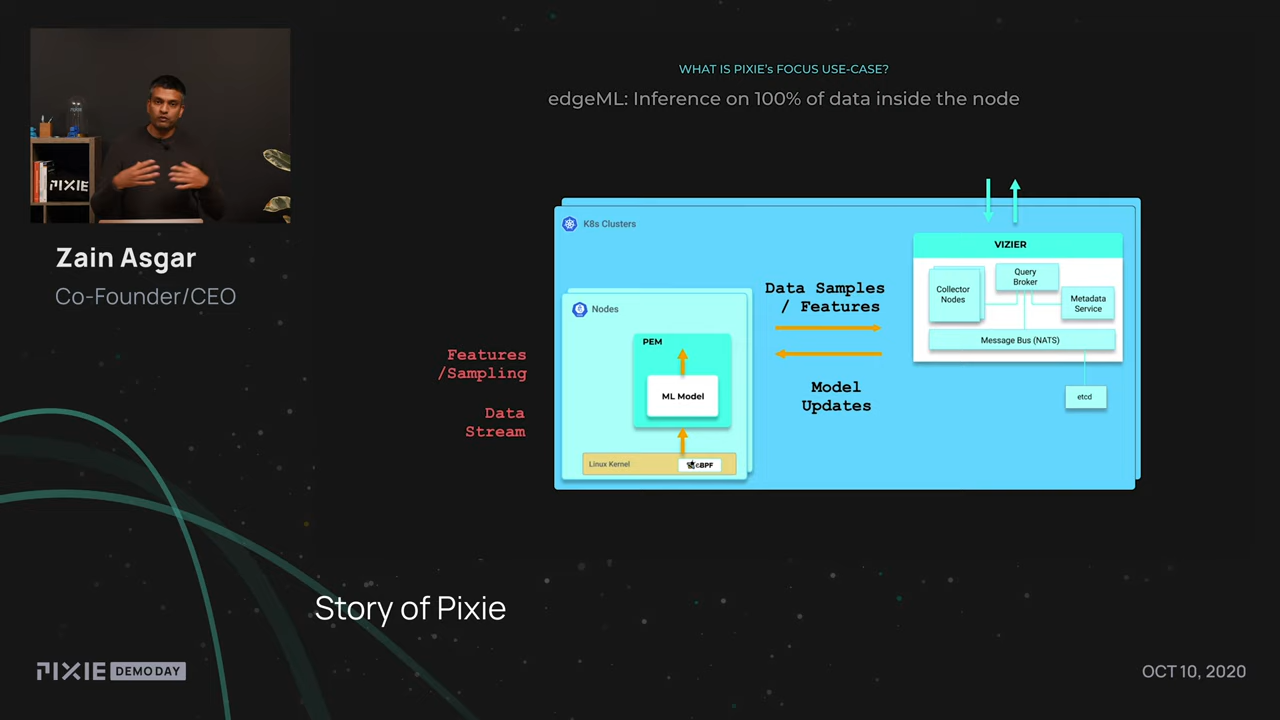 WHAT IS PIXIE's FOCUS USE-CASE?
edgeML: Inference on 100% of data inside the node
PIXIE
Zain Asgar
Co-Founder/CEO
K8s Clusters
Nodes
PEM
ML Model
Linux Kernel
eBPF
Features
/Sampling
Data
Stream
Data Samples
/ Features
Model
Updates
VIZIER
Collector
Nodes
Query
Broker
Metadata
Service
Message Bus (NATS)
etcd
Story of Pixie
PIXIE DEMO DAY
OCT 10, 2020